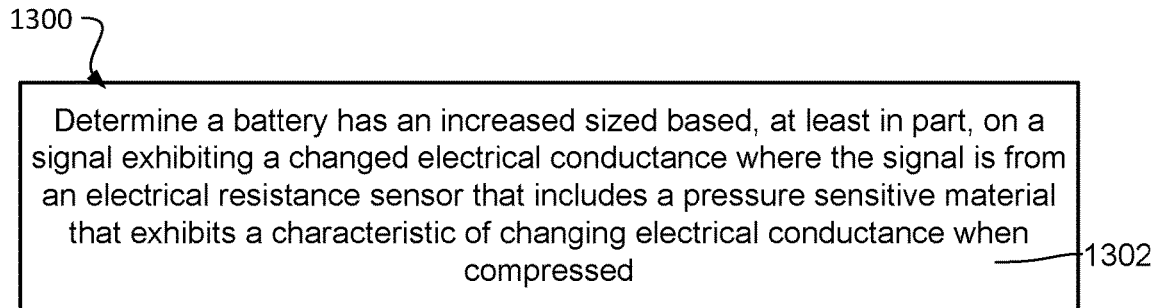 1300
Determine a battery has an increased sized based, at least in part, on a
signal exhibiting a changed electrical conductance where the signal is from
an electrical resistance sensor that includes a pressure sensitive material
that exhibits a characteristic of changing electrical conductance when
compressed
1302